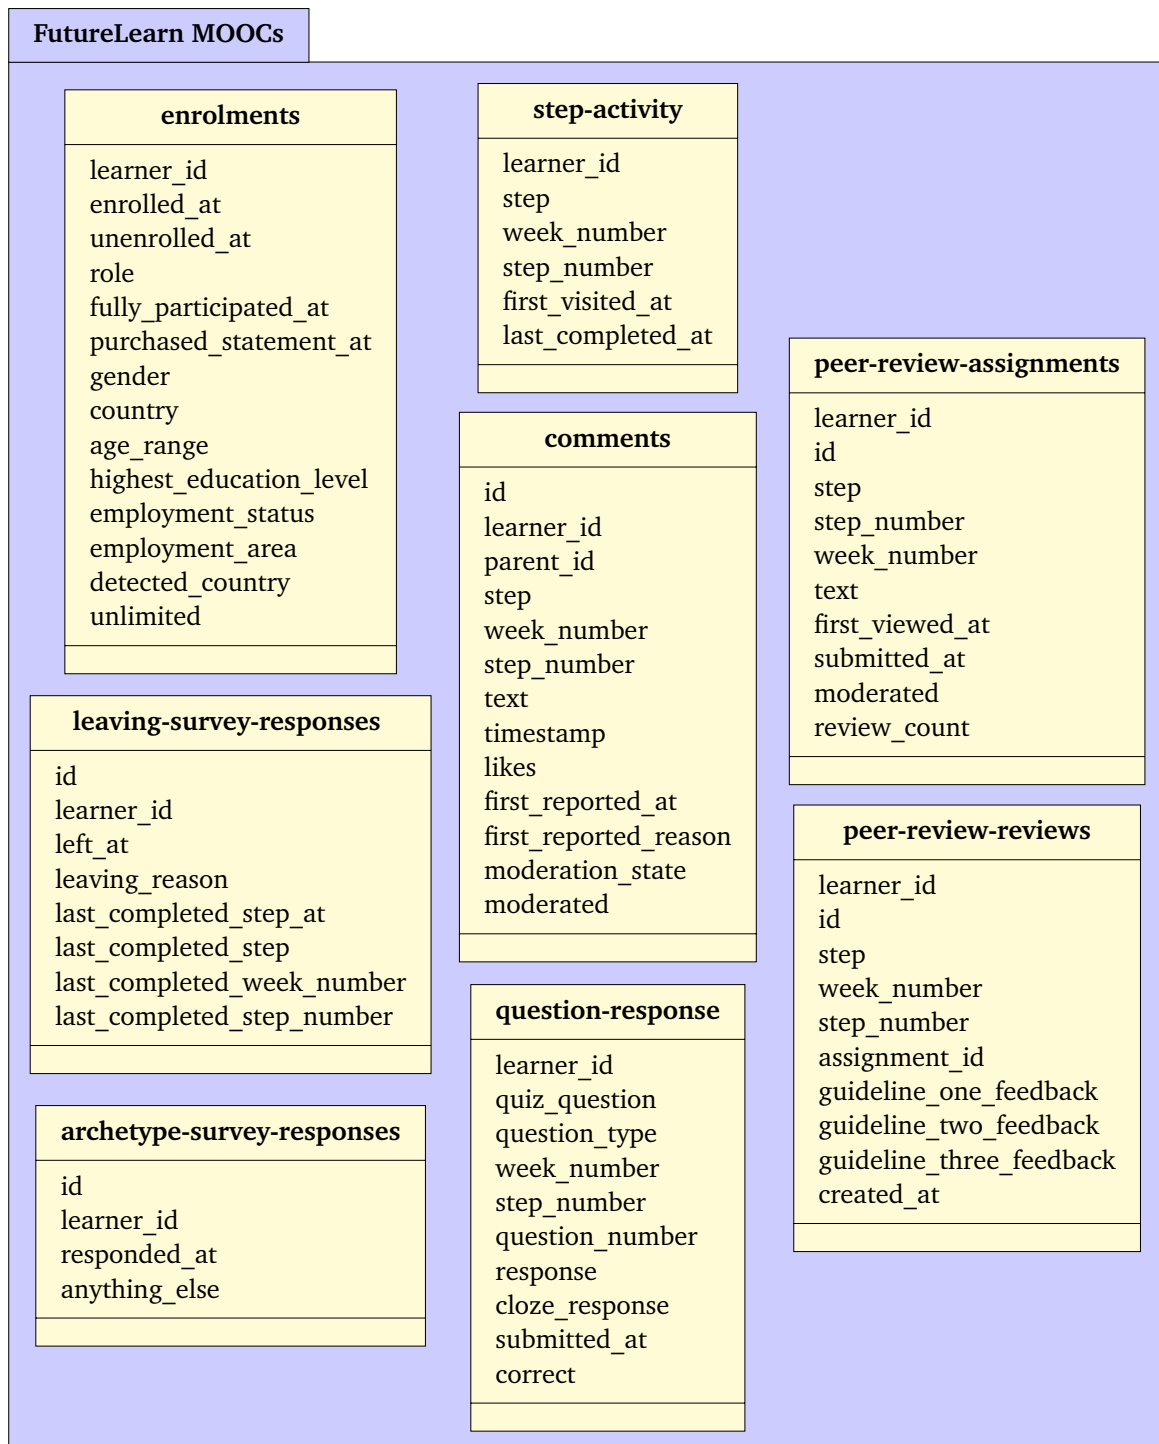 FutureLearn MOOCs
enrolments
learner_id
enrolled_at
unenrolled_at
role
fully_participated_at
purchased_statement_at
gender
country
age_range
highest_education_level
employment_status
employment_area
detected_country
unlimited
leaving-survey-responses
id
learner_id
left_at
leaving_reason
last_completed_step_at
last_completed_step
last_completed_week_number
last_completed_step_number
archetype-survey-responses
id
learner_id
responded_at
anything_else
step-activity
learner_id
step
week_number
step_number
first_visited_at
last_completed_at
comments
id
learner_id
parent_id
step
week_number
step_number
text
timestamp
likes
first_reported_at
first_reported_reason
moderation_state
moderated
question-response
learner_id
quiz_question
question_type
week_number
step_number
question_number
response
cloze_response
submitted_at
correct
peer-review-assignments
learner_id
id
step
step_number
week_number
text
first_viewed_at
submitted_at
moderated
review_count
peer-review-reviews
learner_id
id
step
week_number
step_number
assignment_id
guideline_one_feedback
guideline_two_feedback
guideline_three_feedback
created_at